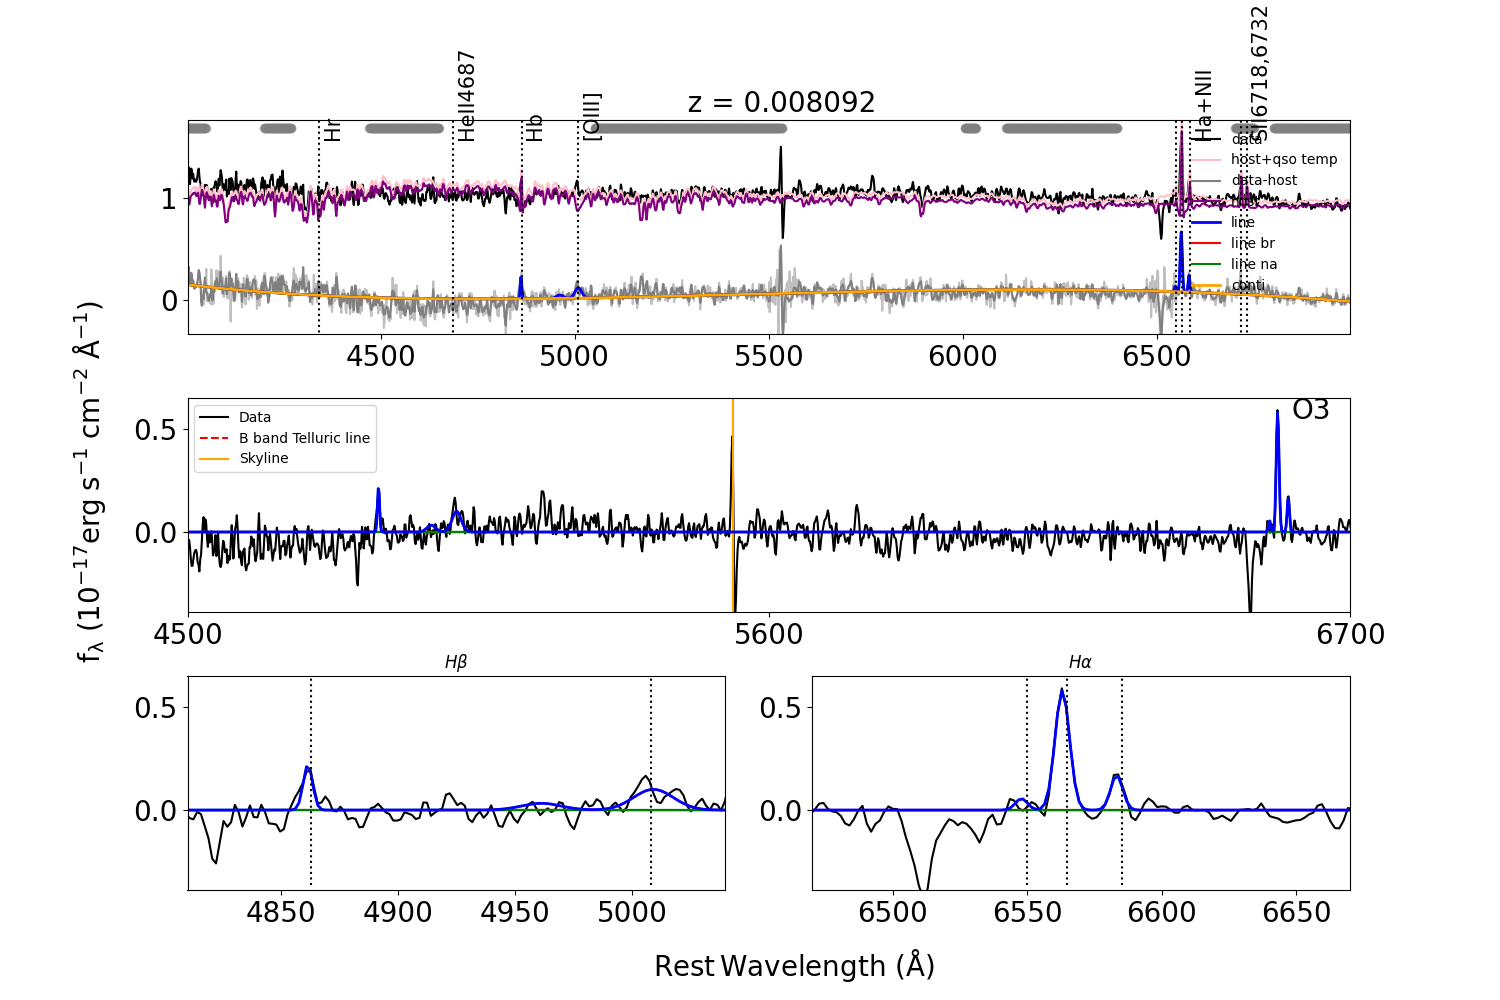 z = 0.008092
Hr
HeII4687
Hb
[OIII]
Ha+NII
SII6718,6732
data
host+qso temp
data-host
line
line br
line na
conti
1
0
4500
5000
5500
6000
6500
fλ (10⁻¹⁷erg s⁻¹ cm⁻² Å⁻¹)
Data
B band Telluric line
Skyline
O3
0.5
0.0
4500
5600
6700
Hβ
0.5
0.0
4850
4900
4950
5000
Hα
0.5
0.0
6500
6550
6600
6650
Rest Wavelength (Å)